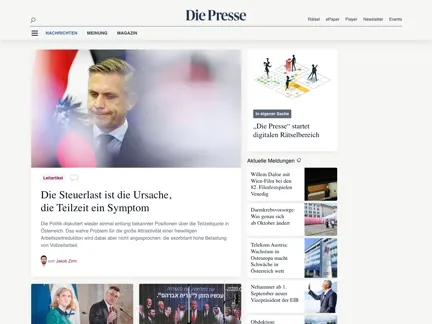 Die Presse
Rätsel ePaper Player Newsletter Events
NACHRICHTEN MEINUNG MAGAZIN
Leitartikel
Die Steuerlast ist die Ursache,
die Teilzeit ein Symptom
Die Politik diskutiert wieder einmal entlang bekannter Positionen über die Teilzeitquote in
Österreich. Das wahre Problem für die große Attraktivität einer freiwilligen
Arbeitszeitreduktion wird dabei aber nicht angesprochen: die exorbitant hohe Belastung
von Vollzeitarbeit.
von Jakob Zirm
In eigener Sache
„Die Presse“ startet
digitalen Rätselbereich
Aktuelle Meldungen
Willem Dafoe mit
Wien-Film bei den
82. Filmfestspielen
Venedig
Darmkrebsvorsorge:
Was genau sich
ab Oktober ändert
Telekom Austria:
Wachstum in
Osteuropa macht
Schwäche in
Österreich wett
Nehammer ab 1.
September neuer
Vizepräsident der EIB
Obduktion: